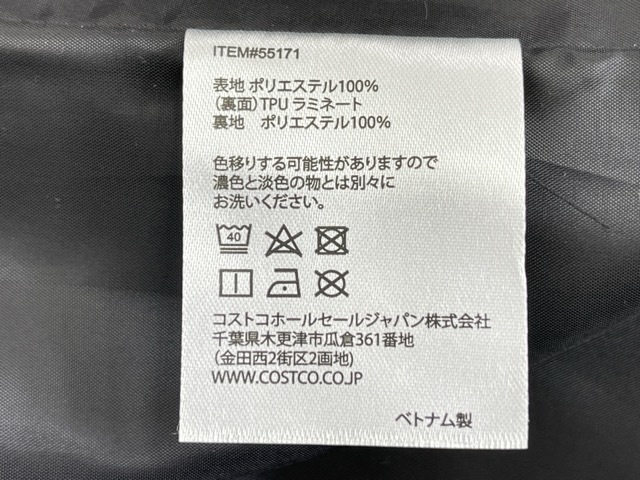 ITEM#55171
表地 ポリエステル100%
（裏面）TPU ラミネート
裏地　ポリエステル100%
色移りする可能性がありますので
濃色と淡色の物とは別々に
お洗いください。
40
コストコホールセールジャパン株式会社
千葉県木更津市瓜倉361番地
（金田西2街区2画地）
WWW.COSTCO.CO.JP
ベトナム製